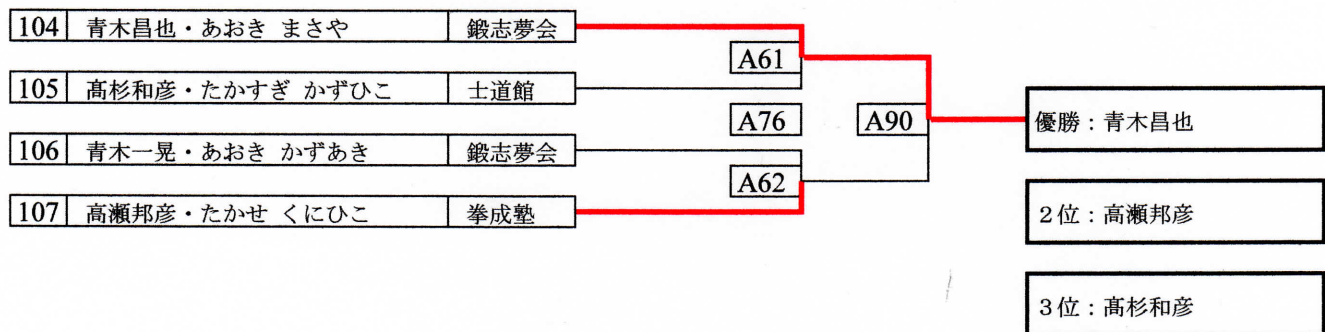 104 青木昌也・あおき まさや 鍛志夢会
A61
105 髙杉和彦・たかすぎ かずひこ 士道館
A76 A90 優勝：青木昌也
106 青木一晃・あおき かずあき 鍛志夢会
A62
107 高瀬邦彦・たかせ くにひこ 拳成塾
2位：高瀬邦彦
3位：髙杉和彦